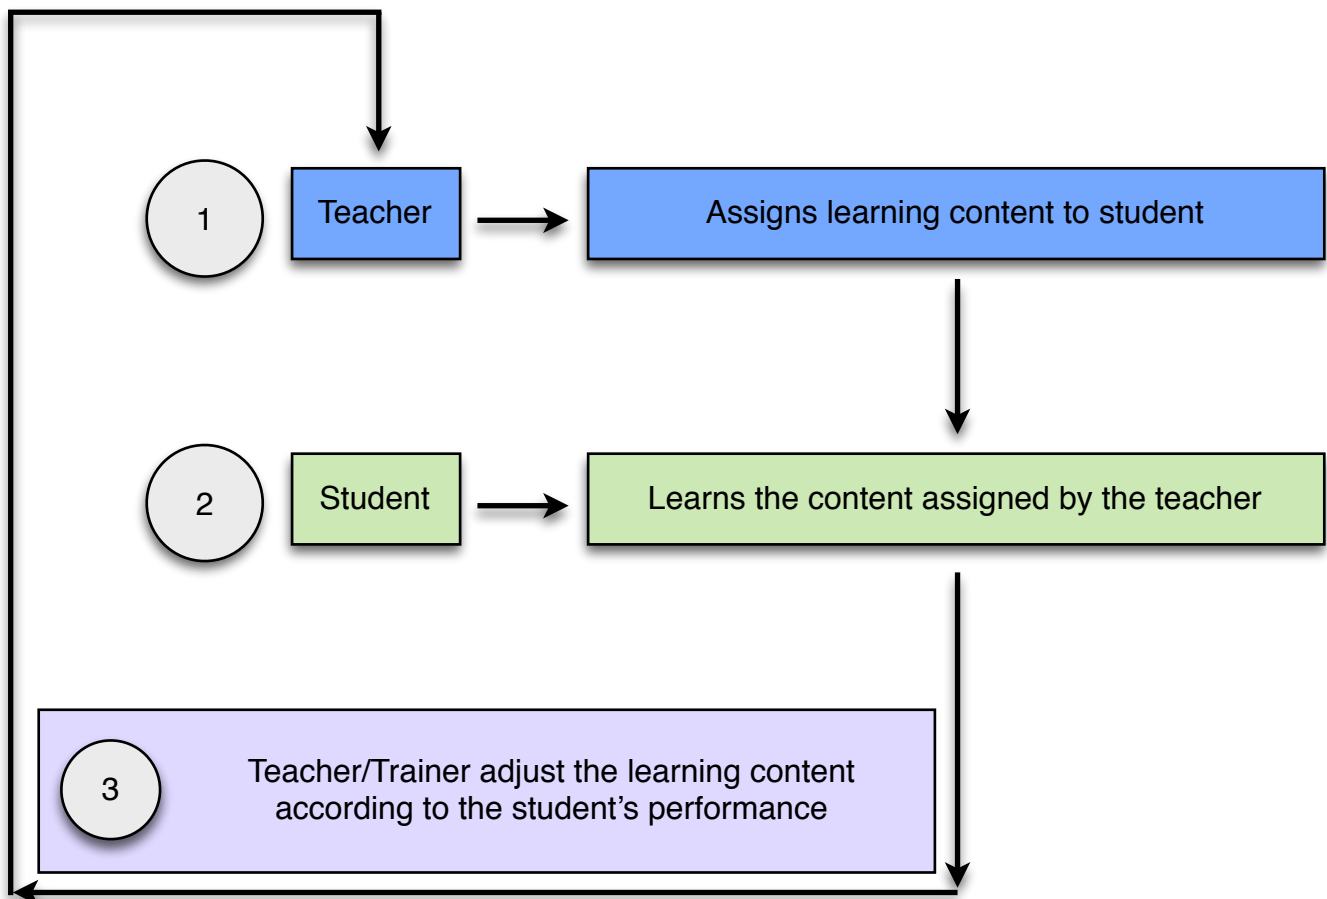 1
Teacher
Assigns learning content to student
2
Student
Learns the content assigned by the teacher
3
Teacher/Trainer adjust the learning content
according to the student’s performance